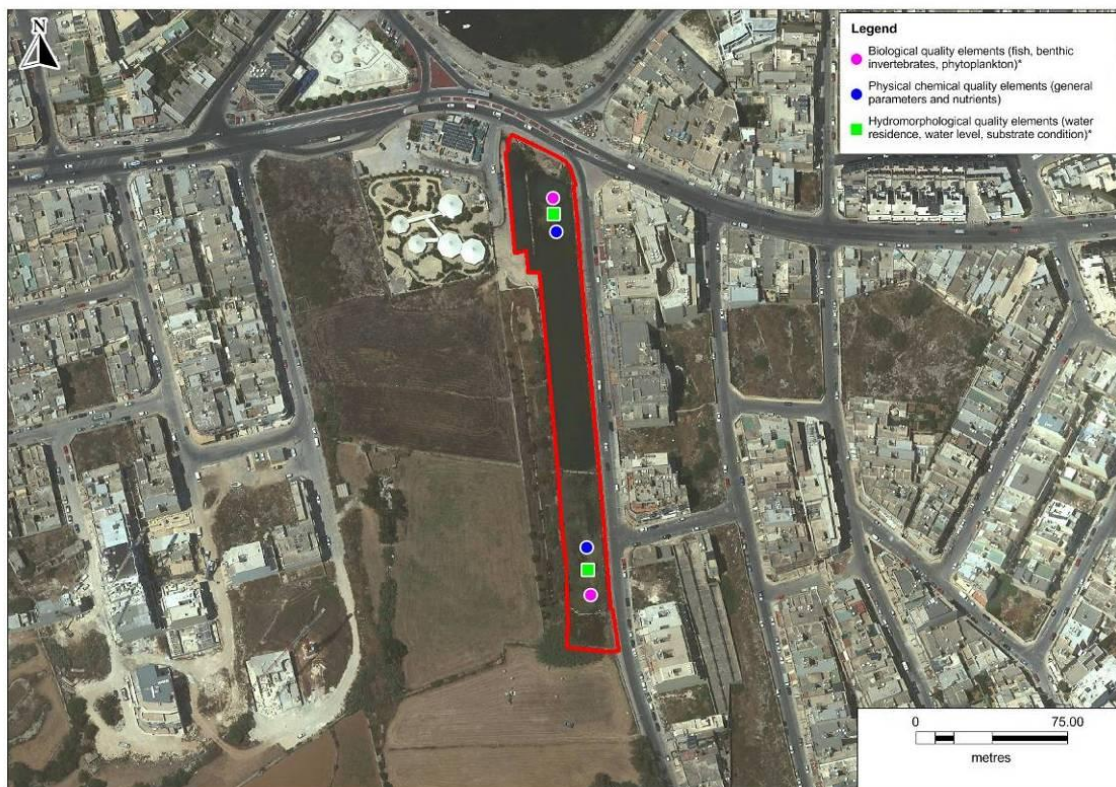 N
Legend
Biological quality elements (fish, benthic
invertebrates, phytoplankton)*
Physical chemical quality elements (general
parameters and nutrients)
Hydromorphological quality elements (water
residence, water level, substrate condition)*
0 75.00
metres